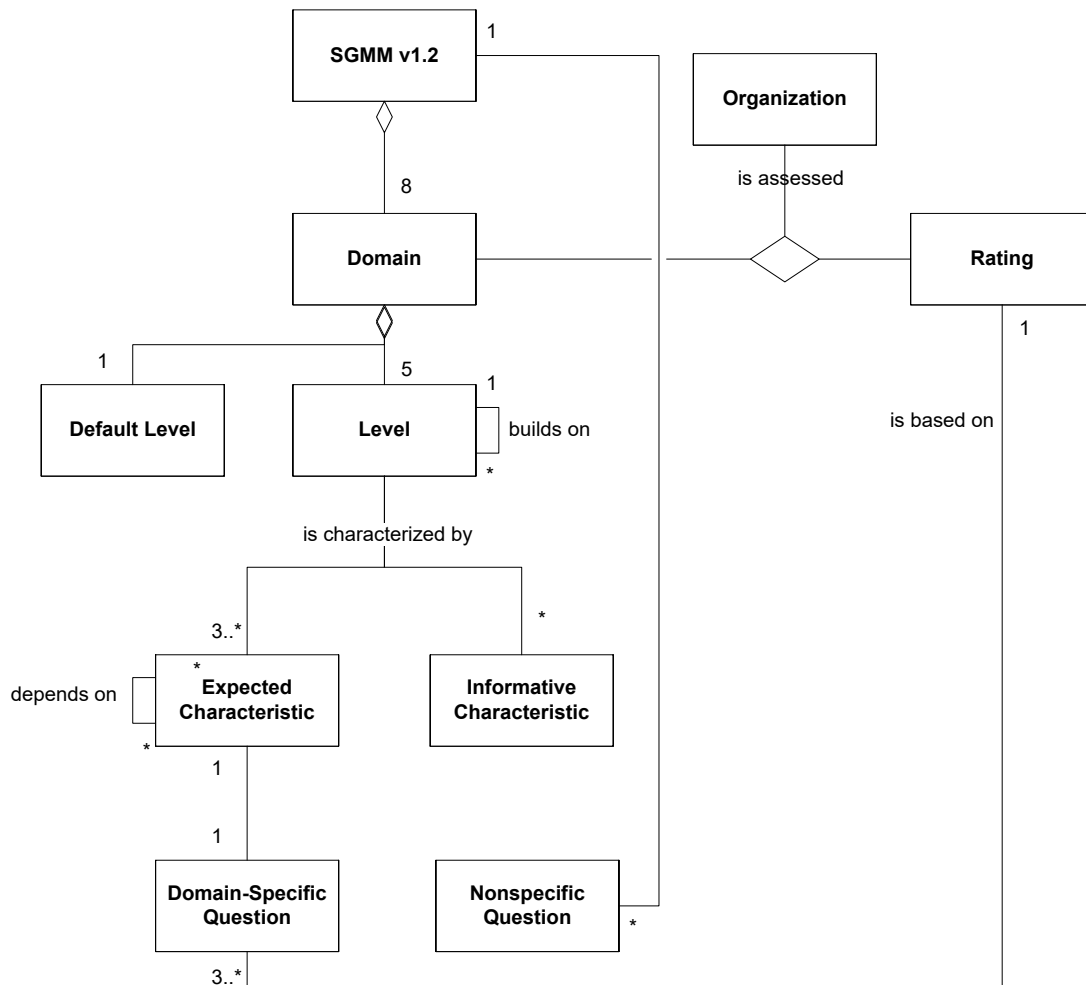 1
SGMM v1.2
Organization
is assessed
8
Domain
Rating
1
1
5
1
Default Level
Level
builds on
is based on
*
is characterized by
*
3..*
*
depends on
Expected
Characteristic
Informative
Characteristic
*
1
1
Domain-Specific
Question
Nonspecific
Question
*
3..*